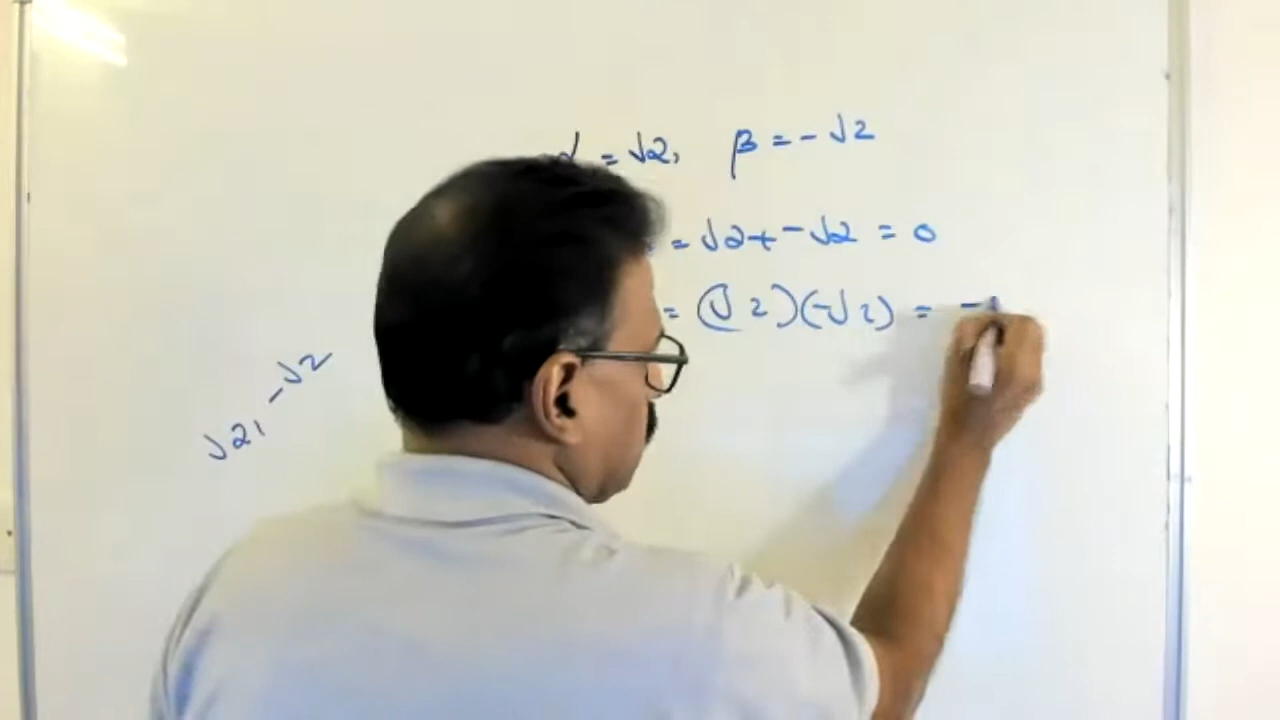 α = √2, β = -√2
= √2 + -√2 = 0
= (√2)(-√2) = -
√2, -√2